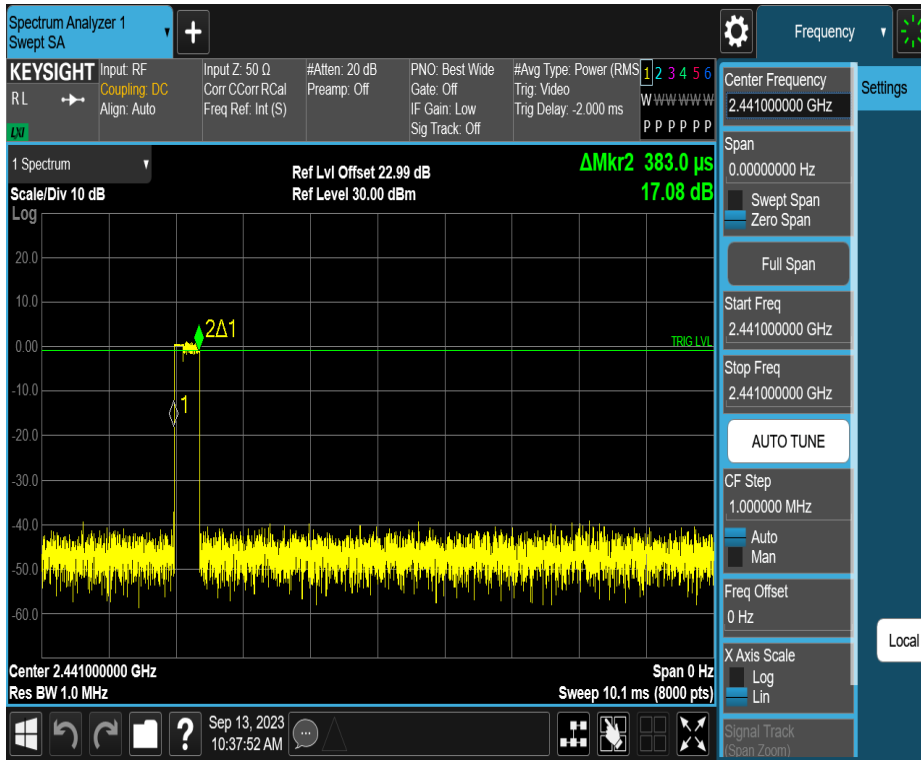 Spectrum Analyzer 1
Swept SA
Frequency
KEYSIGHT
R L
LXI
Input: RF
Coupling: DC
Align: Auto
Input Z: 50 Ω
Corr CCorr RCal
Freq Ref: Int (S)
#Atten: 20 dB
Preamp: Off
PNO: Best Wide
Gate: Off
IF Gain: Low
Sig Track: Off
#Avg Type: Power (RMS
Trig: Video
Trig Delay: -2.000 ms
1 2 3 4 5 6
W W W W W W
P P P P P P
1 Spectrum
Scale/Div 10 dB
Log
Ref Lvl Offset 22.99 dB
Ref Level 30.00 dBm
ΔMkr2 383.0 µs
17.08 dB
20.0
10.0
0.00
-10.0
-20.0
-30.0
-40.0
-50.0
-60.0
2Δ1
1
TRIG LVL
Center 2.441000000 GHz
Res BW 1.0 MHz
Span 0 Hz
Sweep 10.1 ms (8000 pts)
Sep 13, 2023
10:37:52 AM
Center Frequency
2.441000000 GHz
Span
0.00000000 Hz
Swept Span
Zero Span
Full Span
Start Freq
2.441000000 GHz
Stop Freq
2.441000000 GHz
AUTO TUNE
CF Step
1.000000 MHz
Auto
Man
Freq Offset
0 Hz
X Axis Scale
Log
Lin
Signal Track
(Span Zoom)
Settings
Local